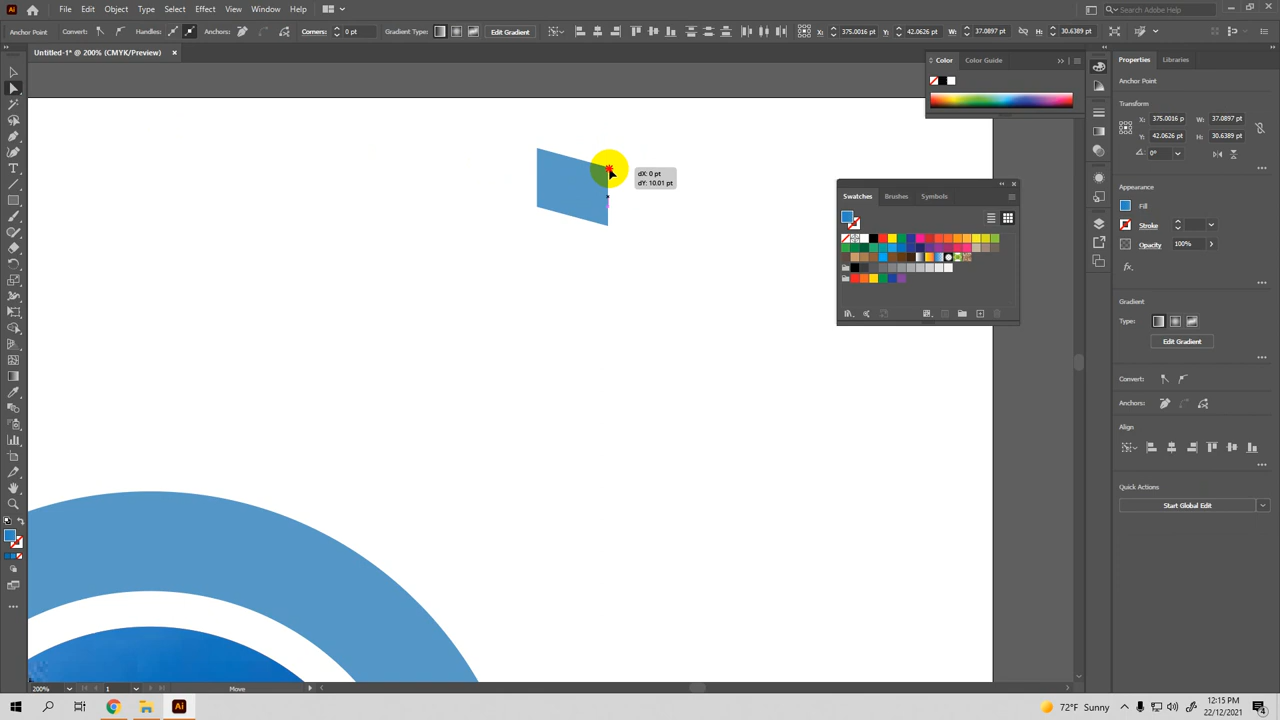 Ai File Edit Object Type Select Effect View Window Help Search Adobe Help
Anchor Point Convert: Handles: Anchors: Corners: 0 pt Gradient Type: Edit Gradient X: 375.0016 p Y: 42.0626 pt W: 37.0897 pt H: 30.6389 pt
Untitled-1* @ 200% (CMYK/Preview)
Color Color Guide
Properties Libraries
Anchor Point
Transform
X: 375.0016 p W: 37.0897 p
Y: 42.0626 pt H: 30.6389 p
0°
dX: 0 pt
dY: 10.01 pt
Swatches Brushes Symbols
Appearance
Fill
Stroke
Opacity 100%
fx.
Gradient
Type:
Edit Gradient
Convert:
Anchors:
Align
Quick Actions
Start Global Edit
200% 1 Move
Ai 72°F Sunny 12:15 PM
22/12/2021
4